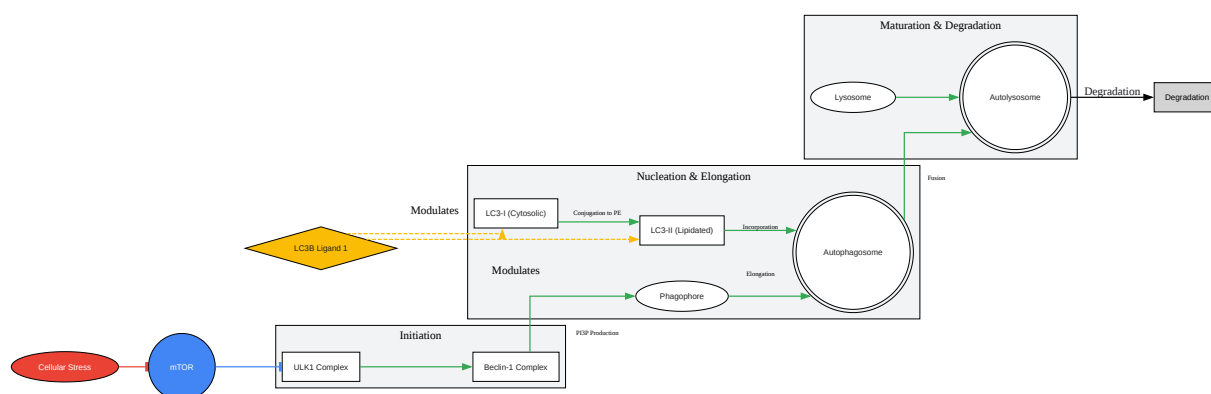 Maturation & Degradation
Lysosome
Autolysosome
Degradation
Degradation
Fusion
Nucleation & Elongation
Modulates
LC3-I (Cytosolic)
Conjugation to PE
LC3-II (Lipidated)
Incorporation
Autophagosome
LC3B Ligand 1
Modulates
Phagophore
Elongation
Initiation
PI3P Production
Cellular Stress
mTOR
ULK1 Complex
Beclin-1 Complex